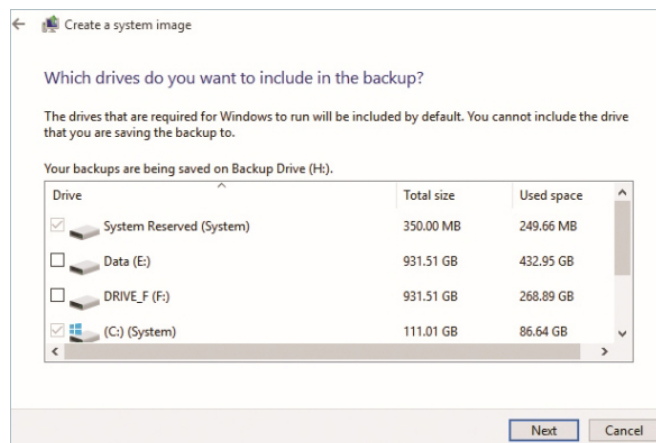 Create a system image
Which drives do you want to include in the backup?
The drives that are required for Windows to run will be included by default. You cannot include the drive
that you are saving the backup to.
Your backups are being saved on Backup Drive (H:).
Drive Total size Used space
System Reserved (System) 350.00 MB 249.66 MB
Data (E:) 931.51 GB 432.95 GB
DRIVE_F (F:) 931.51 GB 268.89 GB
(C:) (System) 111.01 GB 86.64 GB
Next Cancel